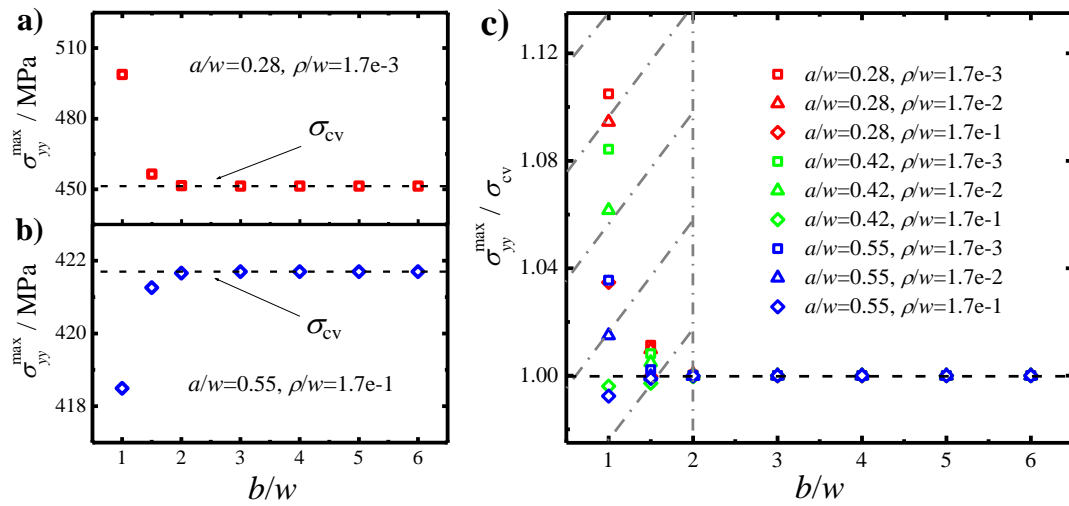 a)
510
480
450
σyy^max / MPa
a/w=0.28, ρ/w=1.7e-3
σcv
b)
422
420
418
σyy^max / MPa
σcv
a/w=0.55, ρ/w=1.7e-1
1 2 3 4 5 6
b/w
c)
1.12
1.08
1.04
1.00
σyy^max / σcv
a/w=0.28, ρ/w=1.7e-3
a/w=0.28, ρ/w=1.7e-2
a/w=0.28, ρ/w=1.7e-1
a/w=0.42, ρ/w=1.7e-3
a/w=0.42, ρ/w=1.7e-2
a/w=0.42, ρ/w=1.7e-1
a/w=0.55, ρ/w=1.7e-3
a/w=0.55, ρ/w=1.7e-2
a/w=0.55, ρ/w=1.7e-1
1 2 3 4 5 6
b/w